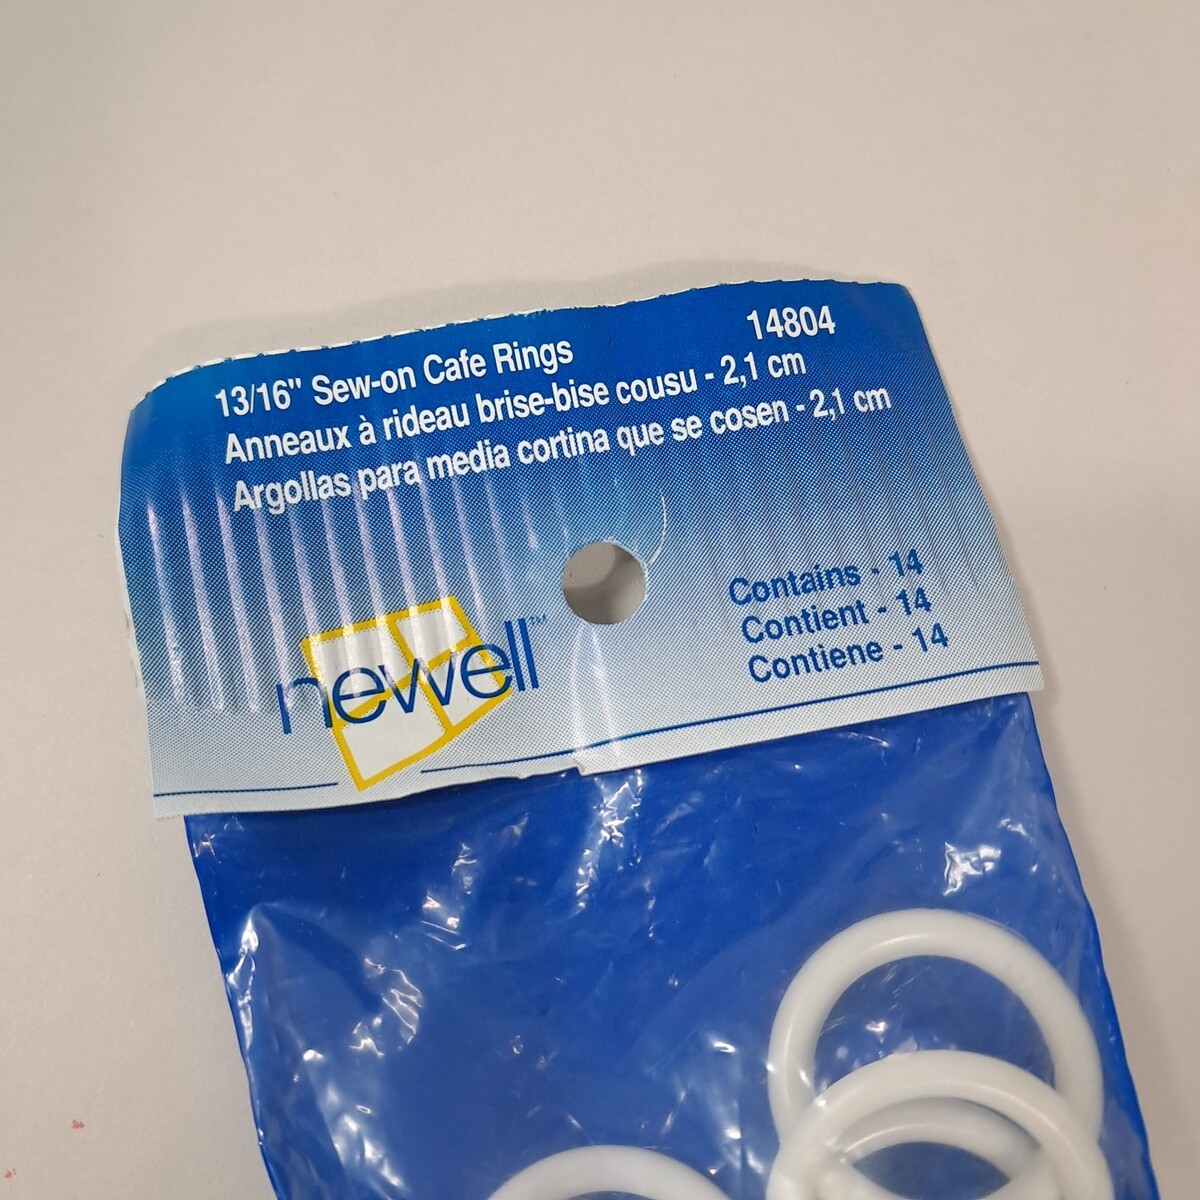 14804
13/16" Sew-on Cafe Rings
Anneaux à rideau brise-bise cousu - 2,1 cm
Argollas para media cortina que se cosen - 2,1 cm
Contains - 14
Contient - 14
Contiene - 14
newell™